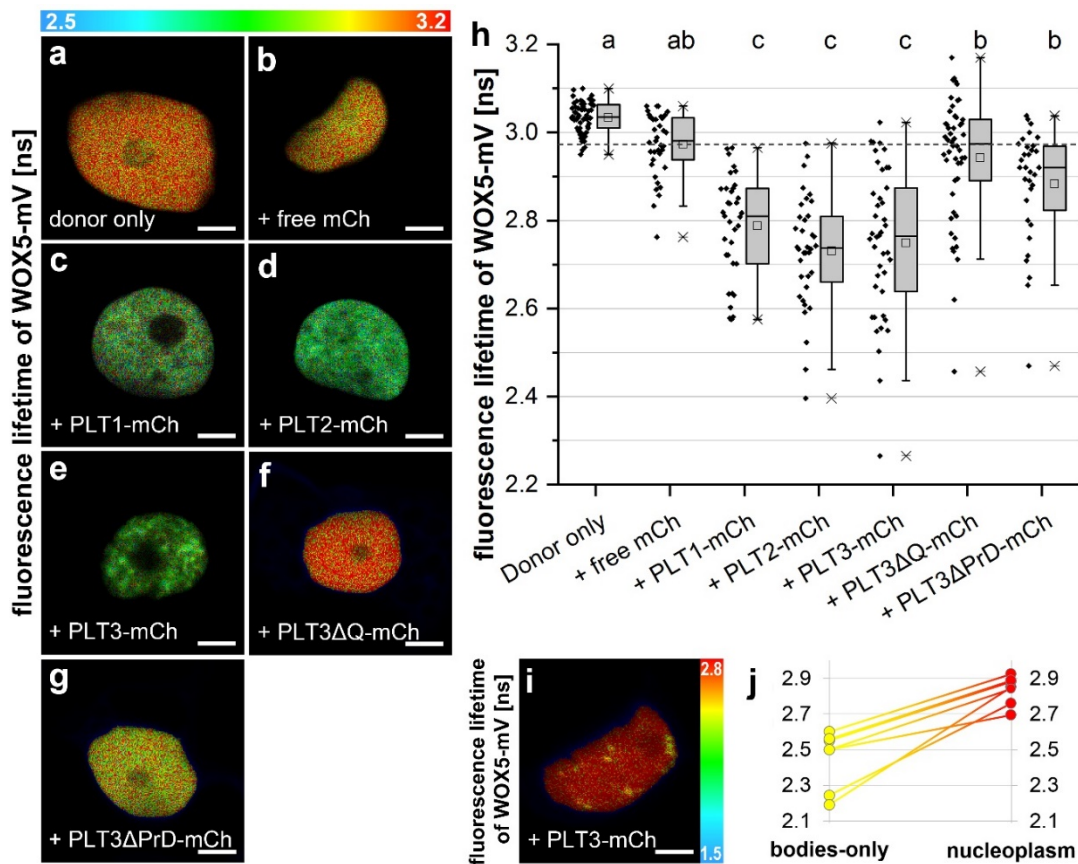 2.5 3.2
fluorescence lifetime of WOX5-mV [ns]
a
donor only
b
+ free mCh
c
+ PLT1-mCh
d
+ PLT2-mCh
e
+ PLT3-mCh
f
+ PLT3ΔQ-mCh
g
+ PLT3ΔPrD-mCh
h
fluorescence lifetime of WOX5-mV [ns]
3.2
3.0
2.8
2.6
2.4
2.2
a ab c c c b b
Donor only
+ free mCh
+ PLT1-mCh
+ PLT2-mCh
+ PLT3-mCh
+ PLT3ΔQ-mCh
+ PLT3ΔPrD-mCh
fluorescence lifetime
of WOX5-mV [ns]
i
+ PLT3-mCh
2.8
1.5
j
2.9 2.9
2.7 2.7
2.5 2.5
2.3 2.3
2.1 2.1
bodies-only nucleoplasm